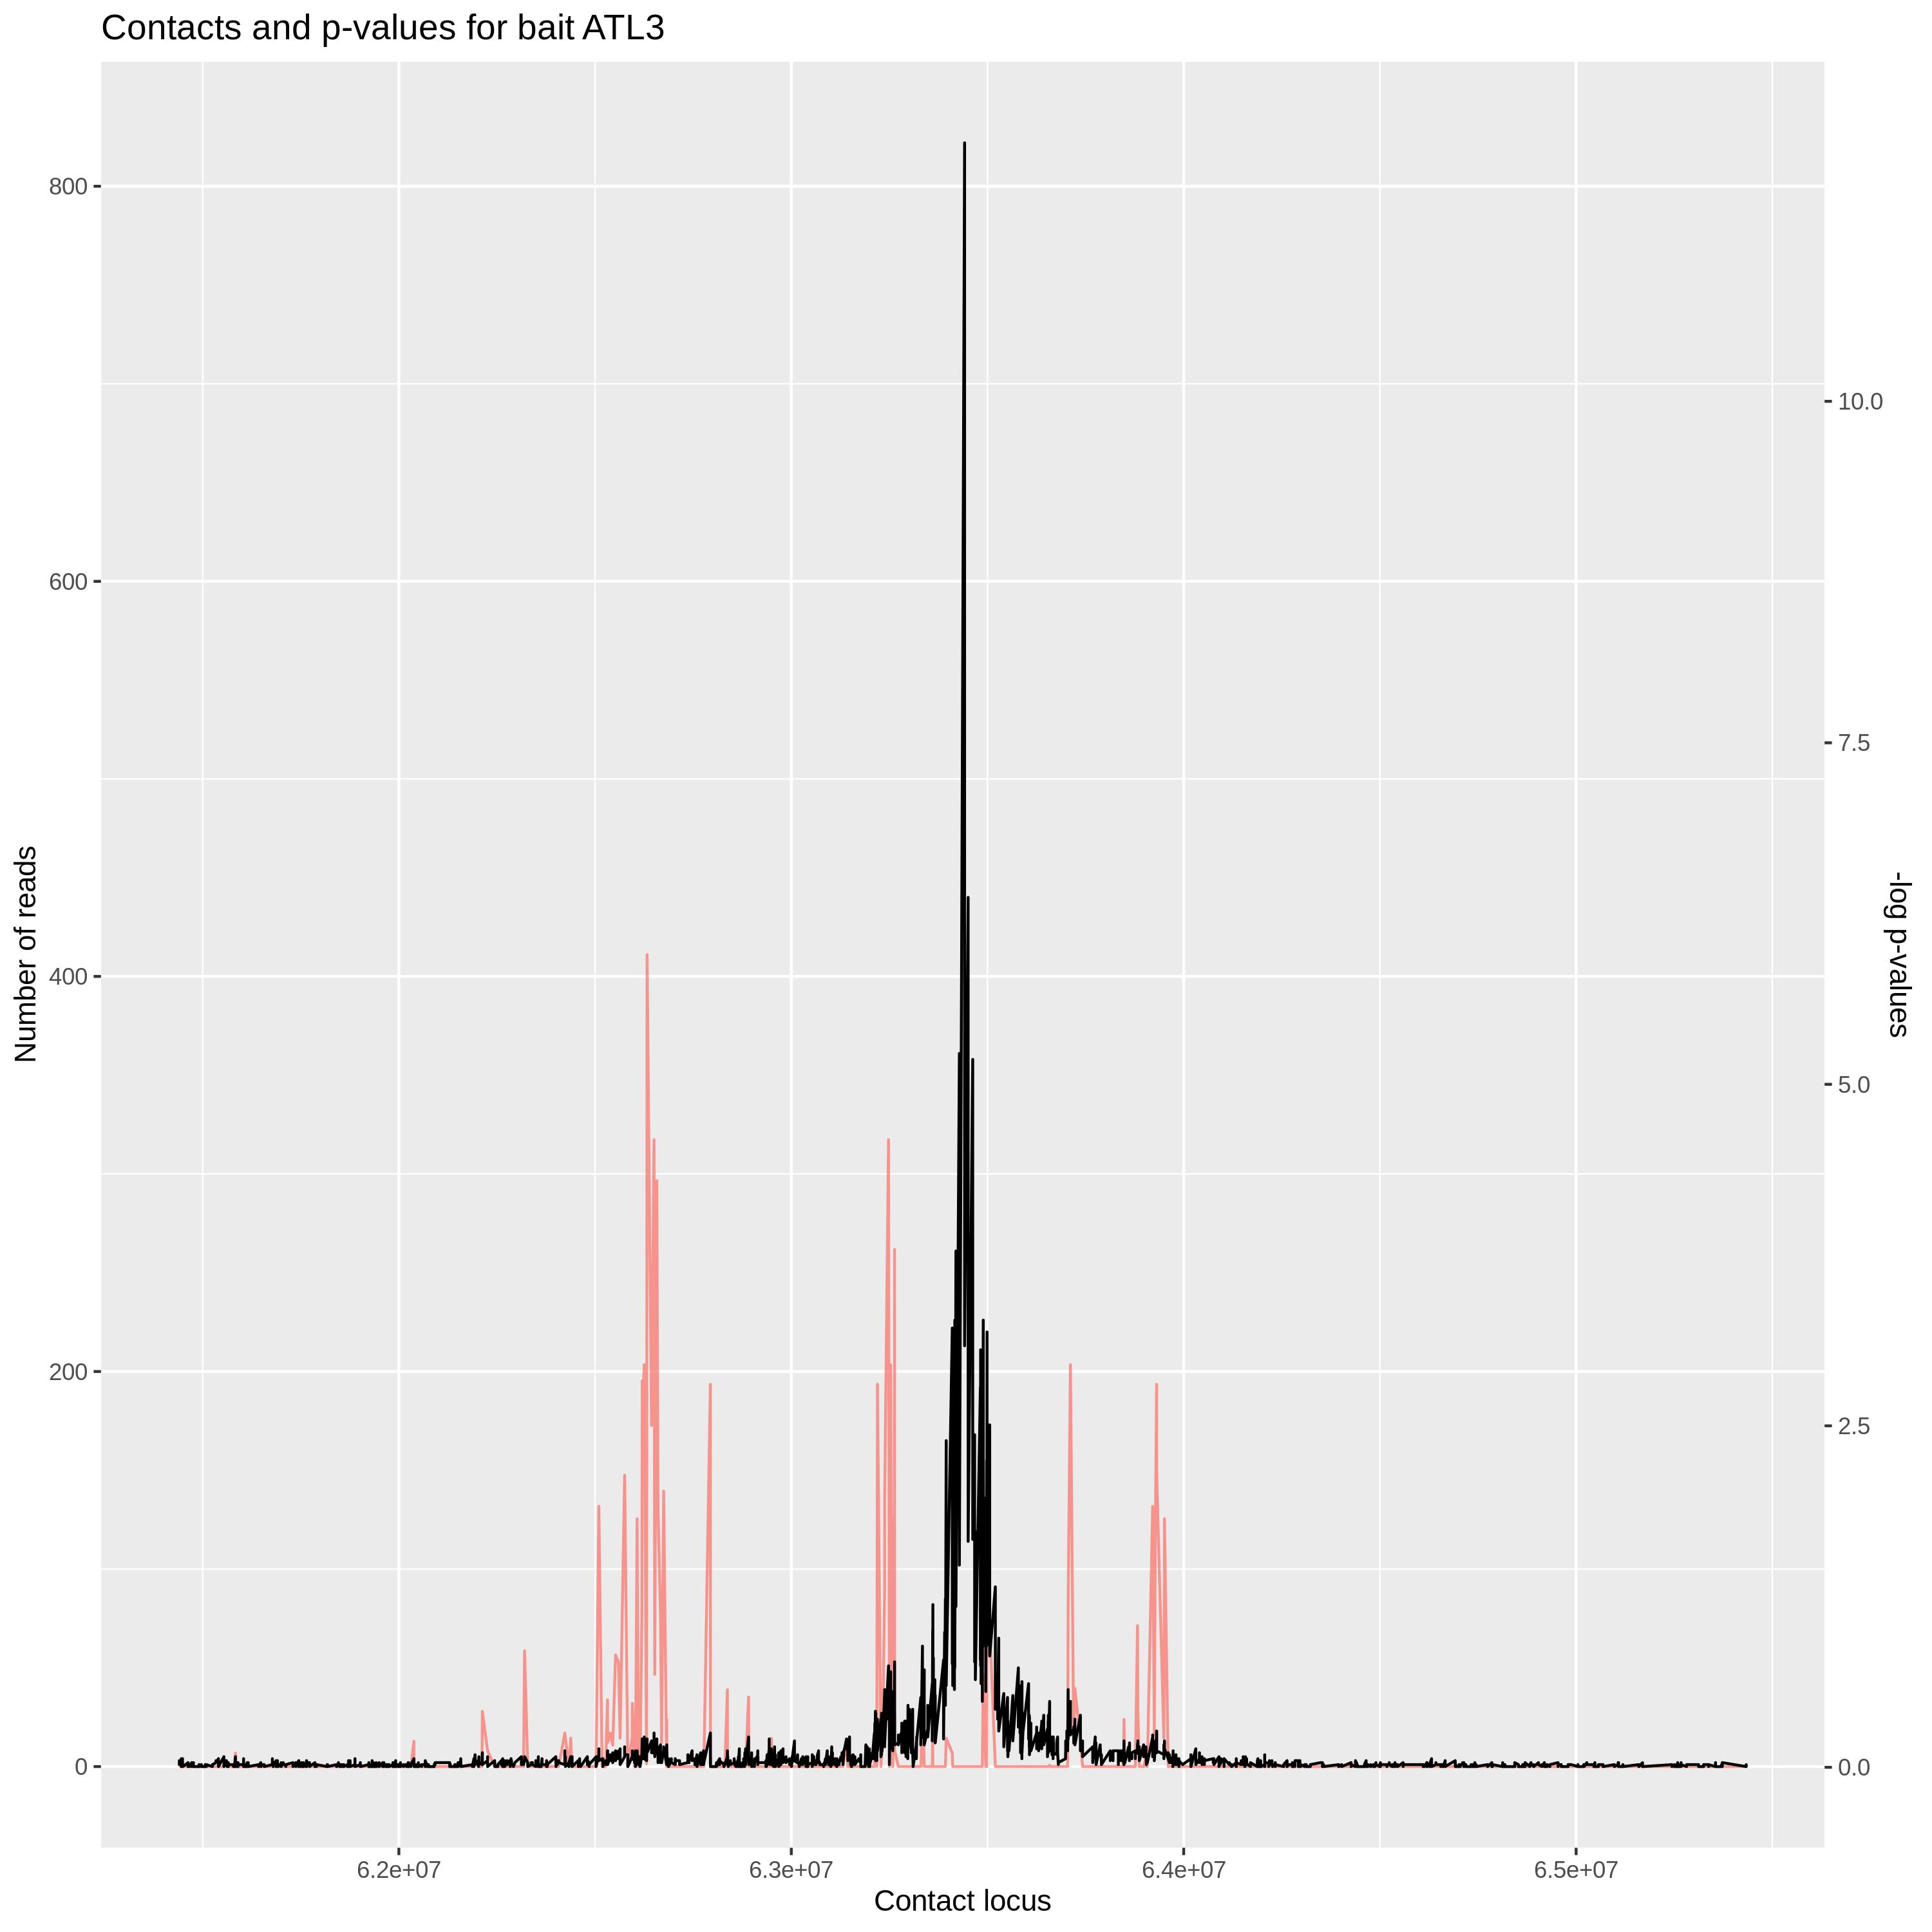 Contacts and p-values for bait ATL3
Number of reads
800
600
400
200
0
10.0
7.5
5.0
2.5
0.0
-log p-values
6.2e+07
6.3e+07
6.4e+07
6.5e+07
Contact locus